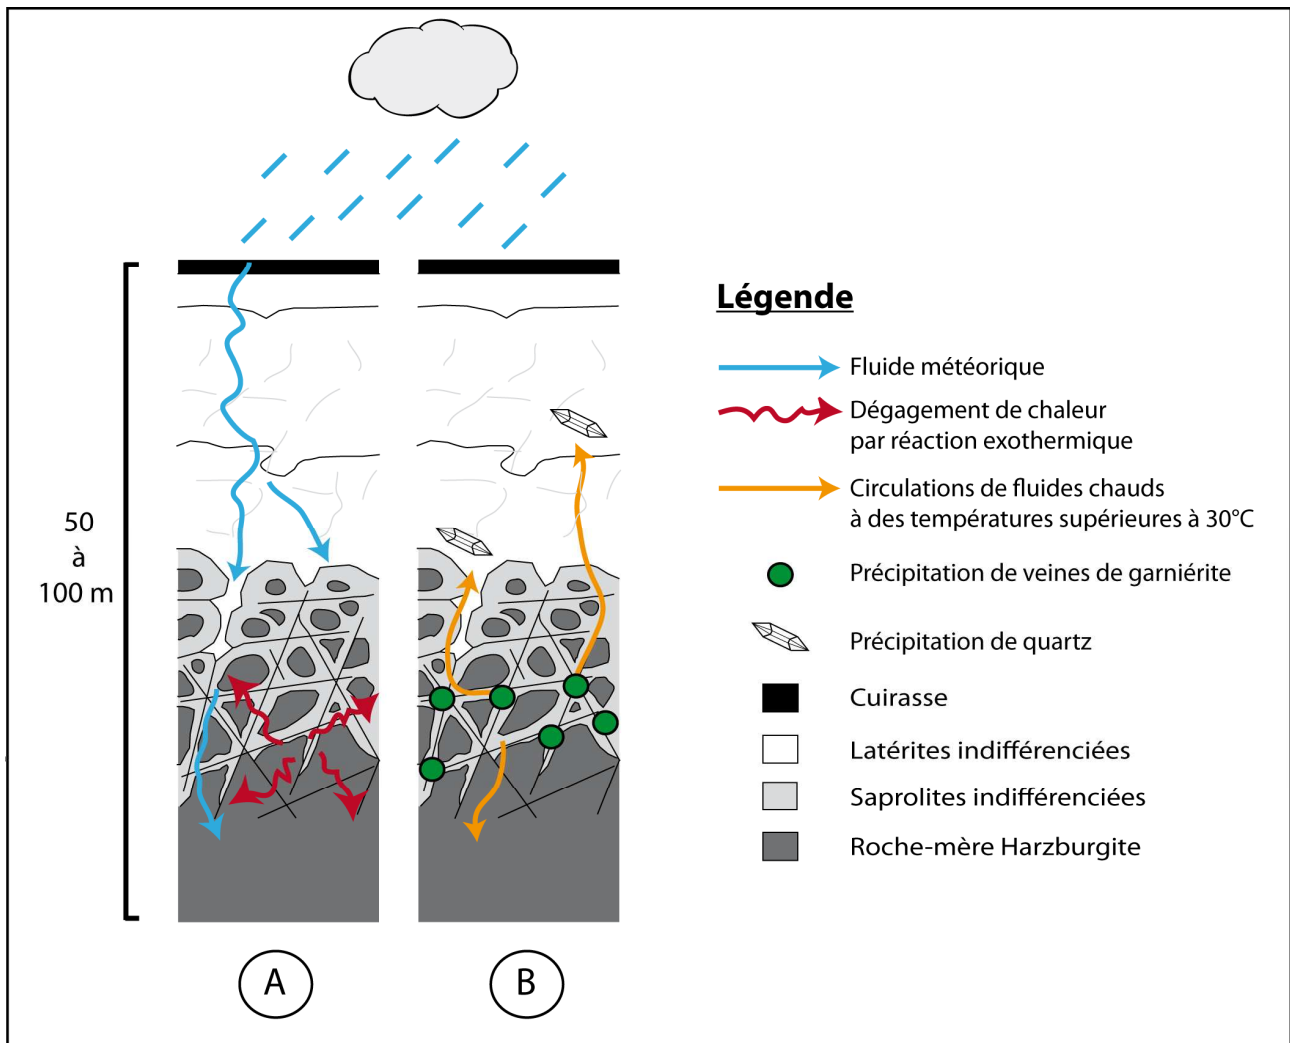 50
à
100 m
A
B
Légende
Fluide météorique
Dégagement de chaleur
par réaction exothermique
Circulations de fluides chauds
à des températures supérieures à 30°C
Précipitation de veines de garniérite
Précipitation de quartz
Cuirasse
Latérites indifférenciées
Saprolites indifférenciées
Roche-mère Harzburgite